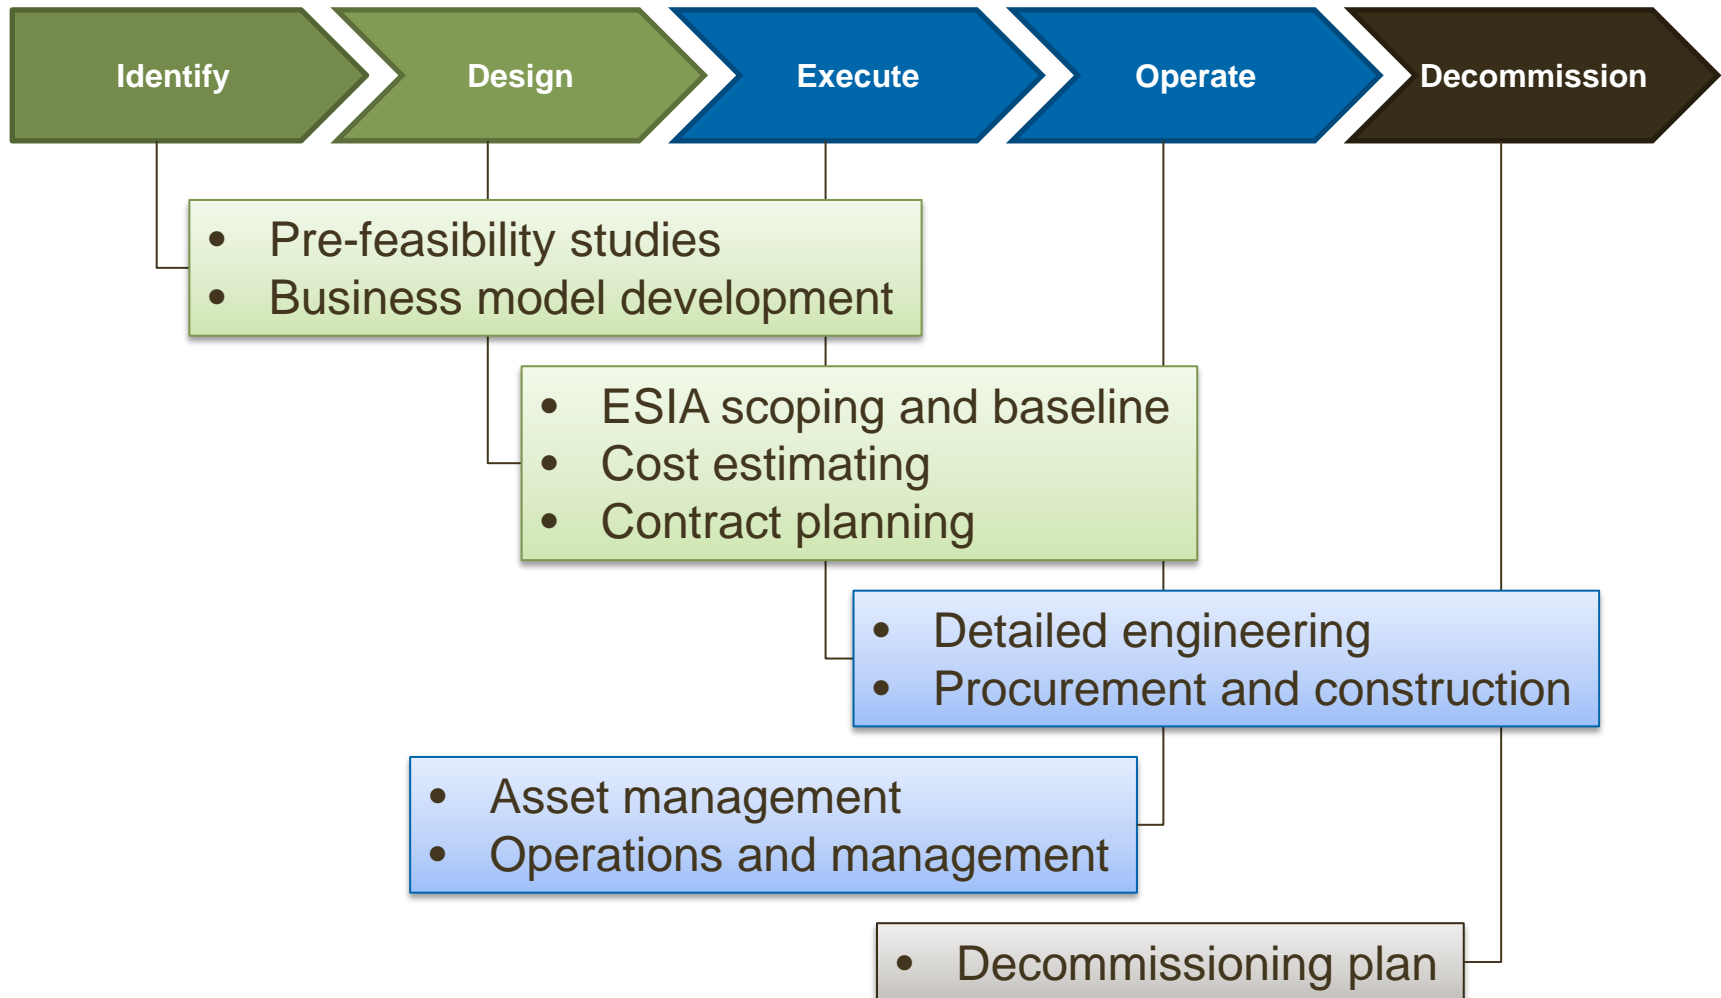 Identify
Design
Execute
Operate
Decommission
• Pre-feasibility studies
• Business model development
• ESIA scoping and baseline
• Cost estimating
• Contract planning
• Detailed engineering
• Procurement and construction
• Asset management
• Operations and management
• Decommissioning plan